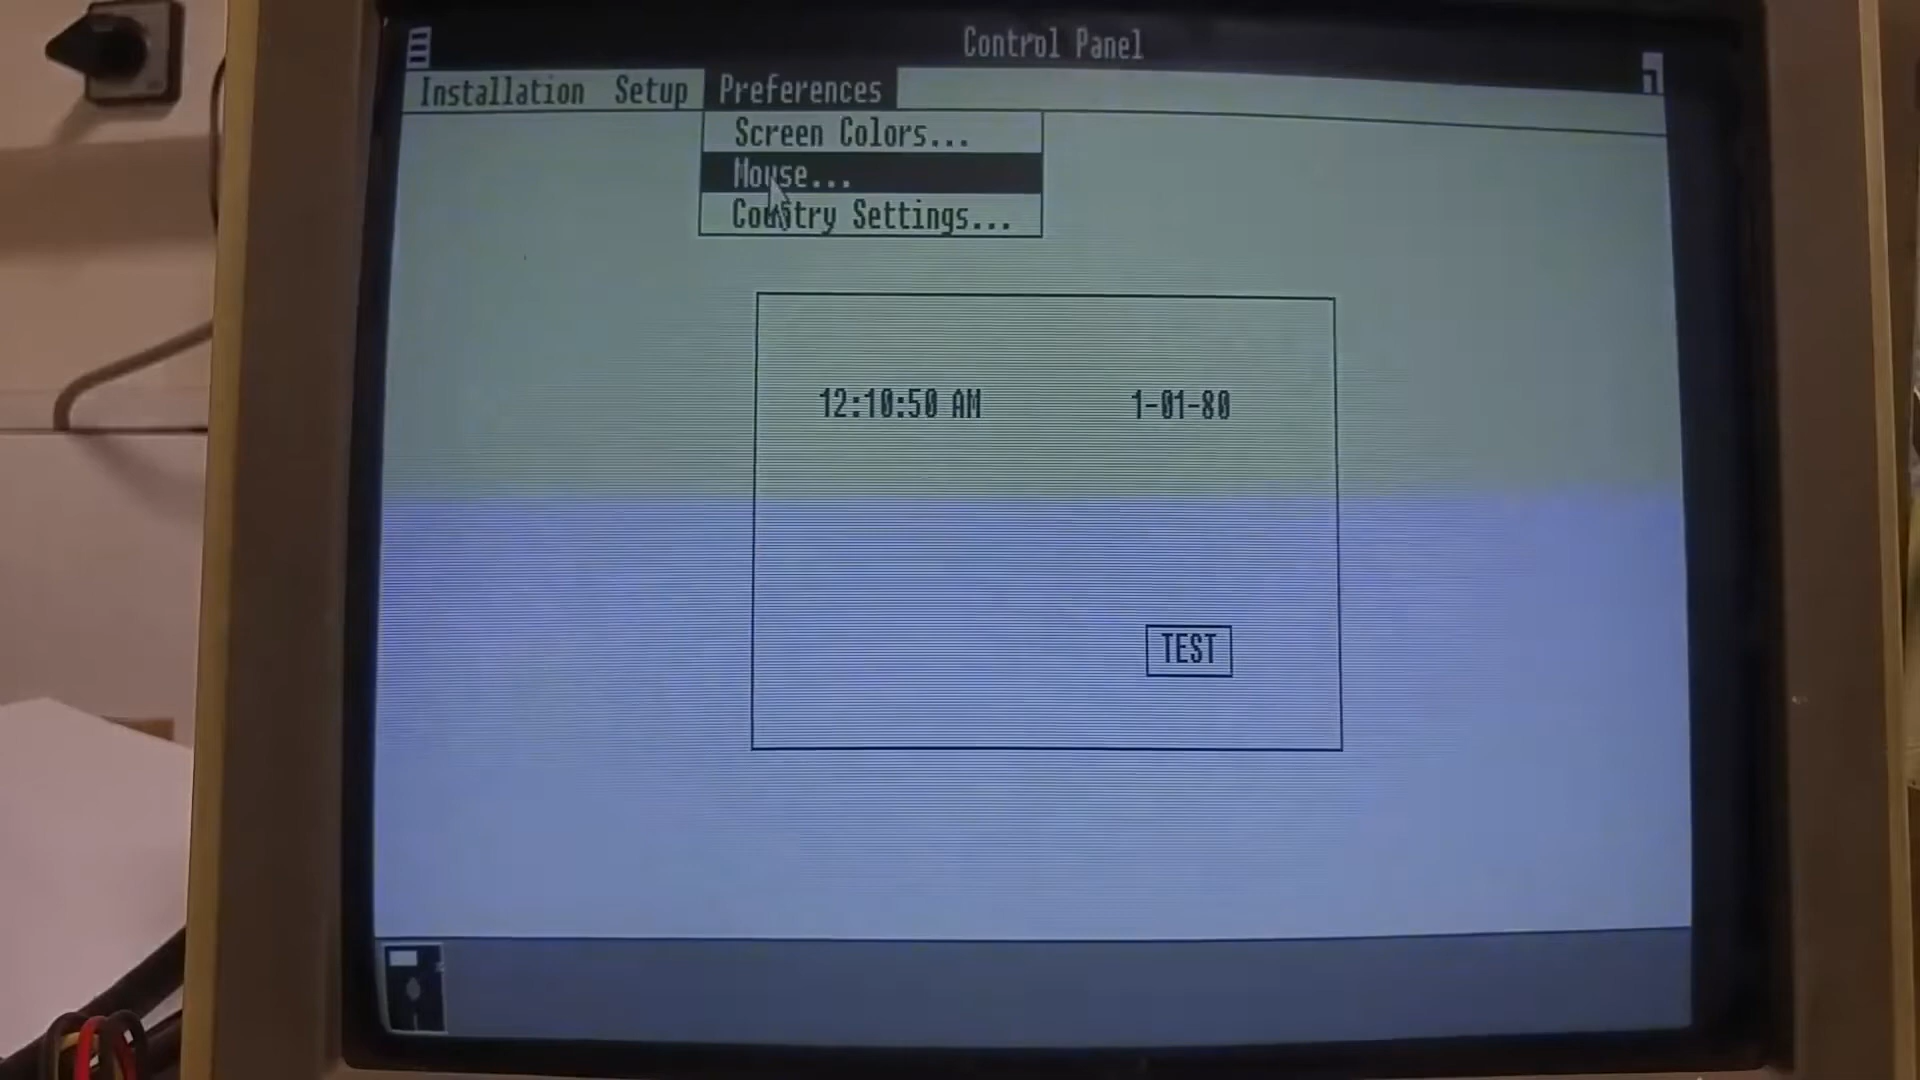 Control Panel
Installation Setup Preferences
Screen Colors...
Mouse...
Country Settings...
12:10:50 AM 1-01-80
TEST